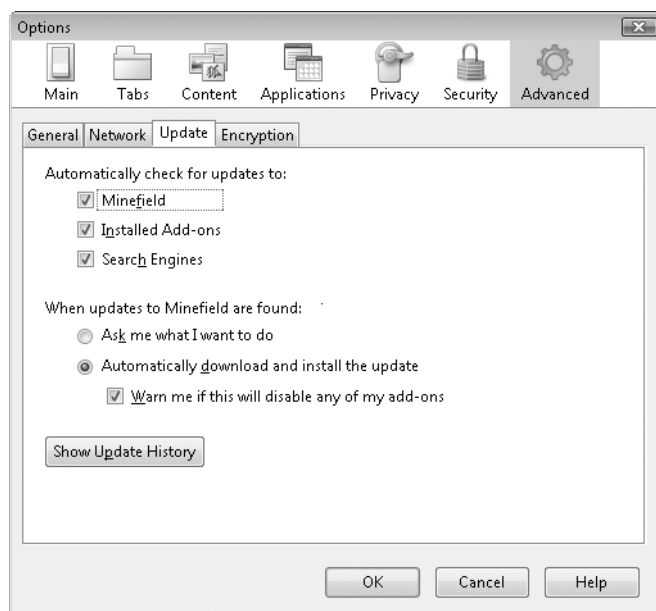 Options
Main Tabs Content Applications Privacy Security Advanced
General Network Update Encryption
Automatically check for updates to:
Minefield
Installed Add-ons
Search Engines
When updates to Minefield are found:
Ask me what I want to do
Automatically download and install the update
Warn me if this will disable any of my add-ons
Show Update History
OK Cancel Help